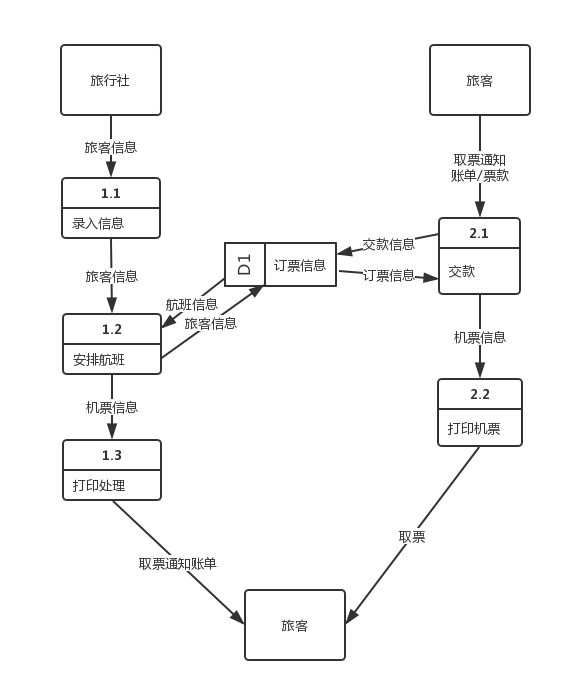 旅行社
旅客
旅客信息
取票通知
账单/票款
1.1
录入信息
2.1
交款
交款信息
D1
订票信息
订票信息
旅客信息
航班信息
旅客信息
1.2
安排航班
机票信息
2.2
打印机票
机票信息
1.3
打印处理
取票
取票通知账单
旅客